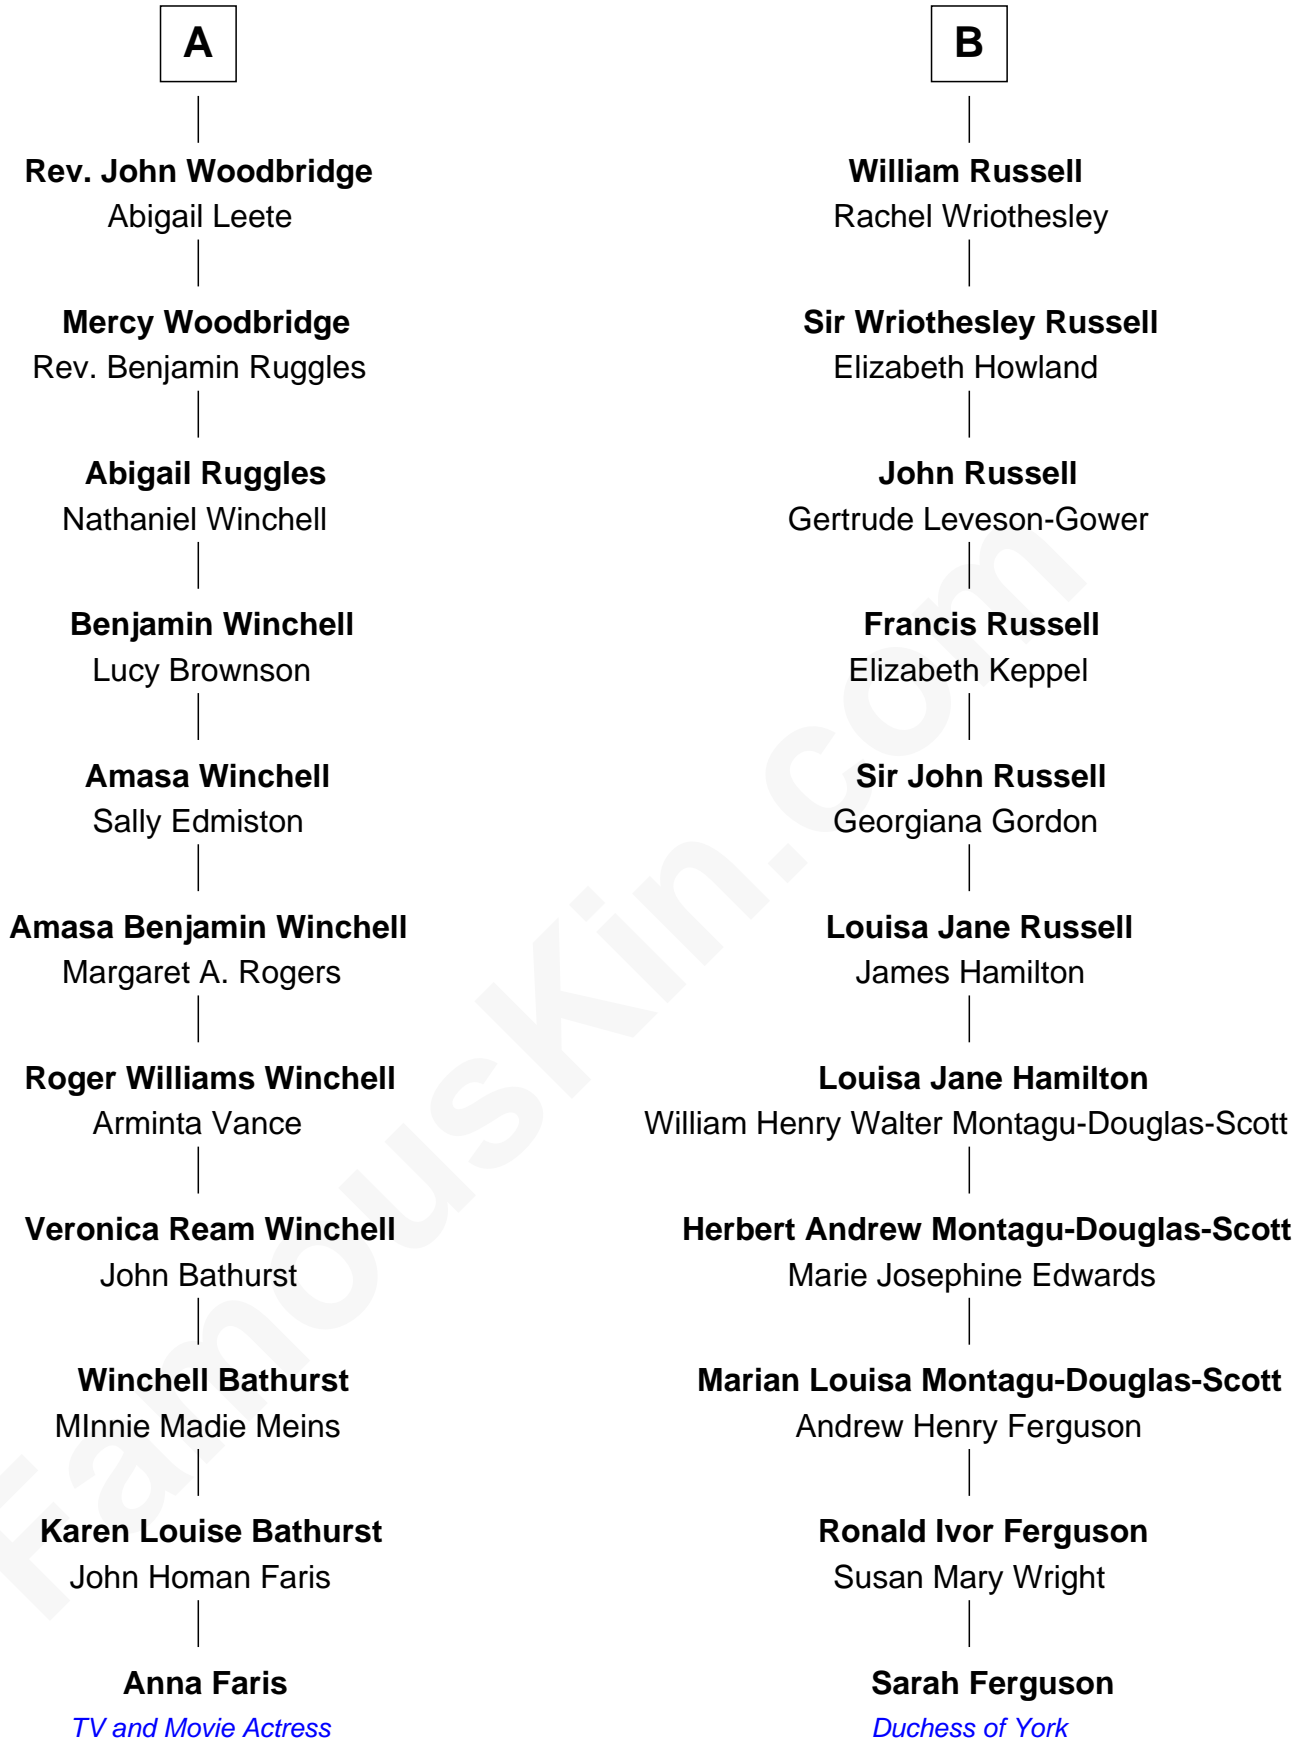 A
Rev. John Woodbridge
Abigail Leete
Mercy Woodbridge
Rev. Benjamin Ruggles
Abigail Ruggles
Nathaniel Winchell
Benjamin Winchell
Lucy Brownson
Amasa Winchell
Sally Edmiston
Amasa Benjamin Winchell
Margaret A. Rogers
Roger Williams Winchell
Arminta Vance
Veronica Ream Winchell
John Bathurst
Winchell Bathurst
MInnie Madie Meins
Karen Louise Bathurst
John Homan Faris
Anna Faris
TV and Movie Actress
B
William Russell
Rachel Wriothesley
Sir Wriothesley Russell
Elizabeth Howland
John Russell
Gertrude Leveson-Gower
Francis Russell
Elizabeth Keppel
Sir John Russell
Georgiana Gordon
Louisa Jane Russell
James Hamilton
Louisa Jane Hamilton
William Henry Walter Montagu-Douglas-Scott
Herbert Andrew Montagu-Douglas-Scott
Marie Josephine Edwards
Marian Louisa Montagu-Douglas-Scott
Andrew Henry Ferguson
Ronald Ivor Ferguson
Susan Mary Wright
Sarah Ferguson
Duchess of York
FamousKin.com